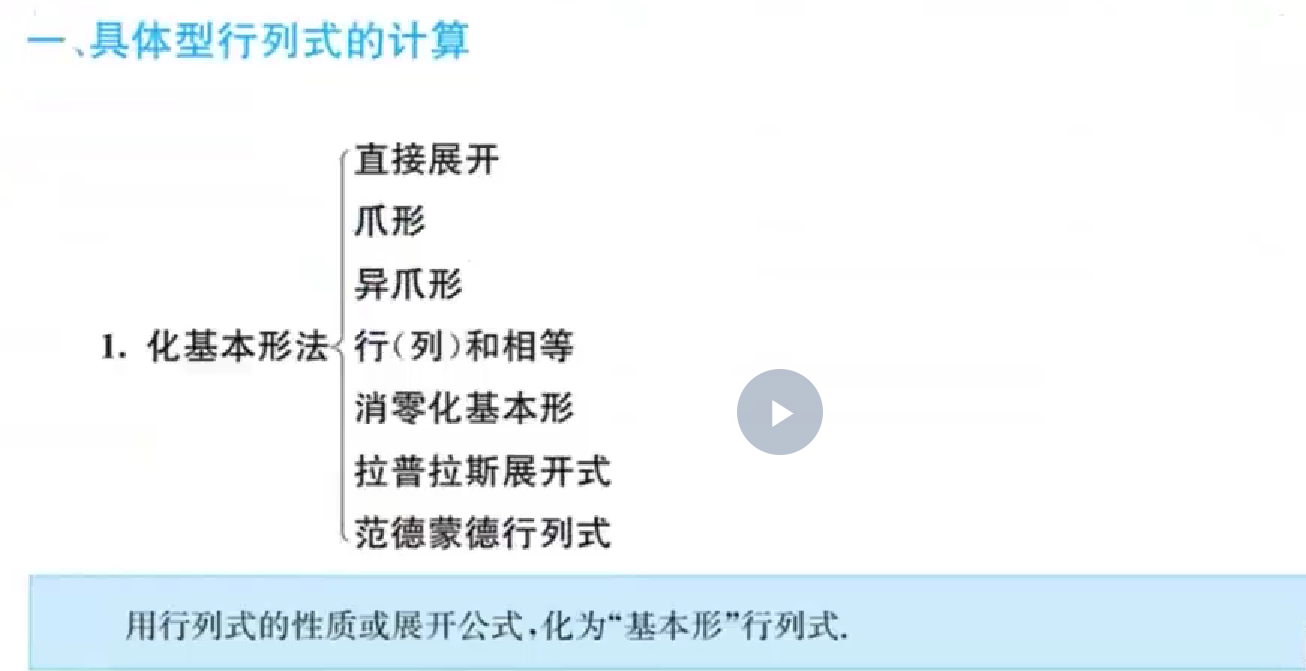 一、具体型行列式的计算
直接展开
爪形
异爪形
1. 化基本形法
行(列)和相等
消零化基本形
拉普拉斯展开式
范德蒙德行列式
用行列式的性质或展开公式,化为“基本形”行列式.